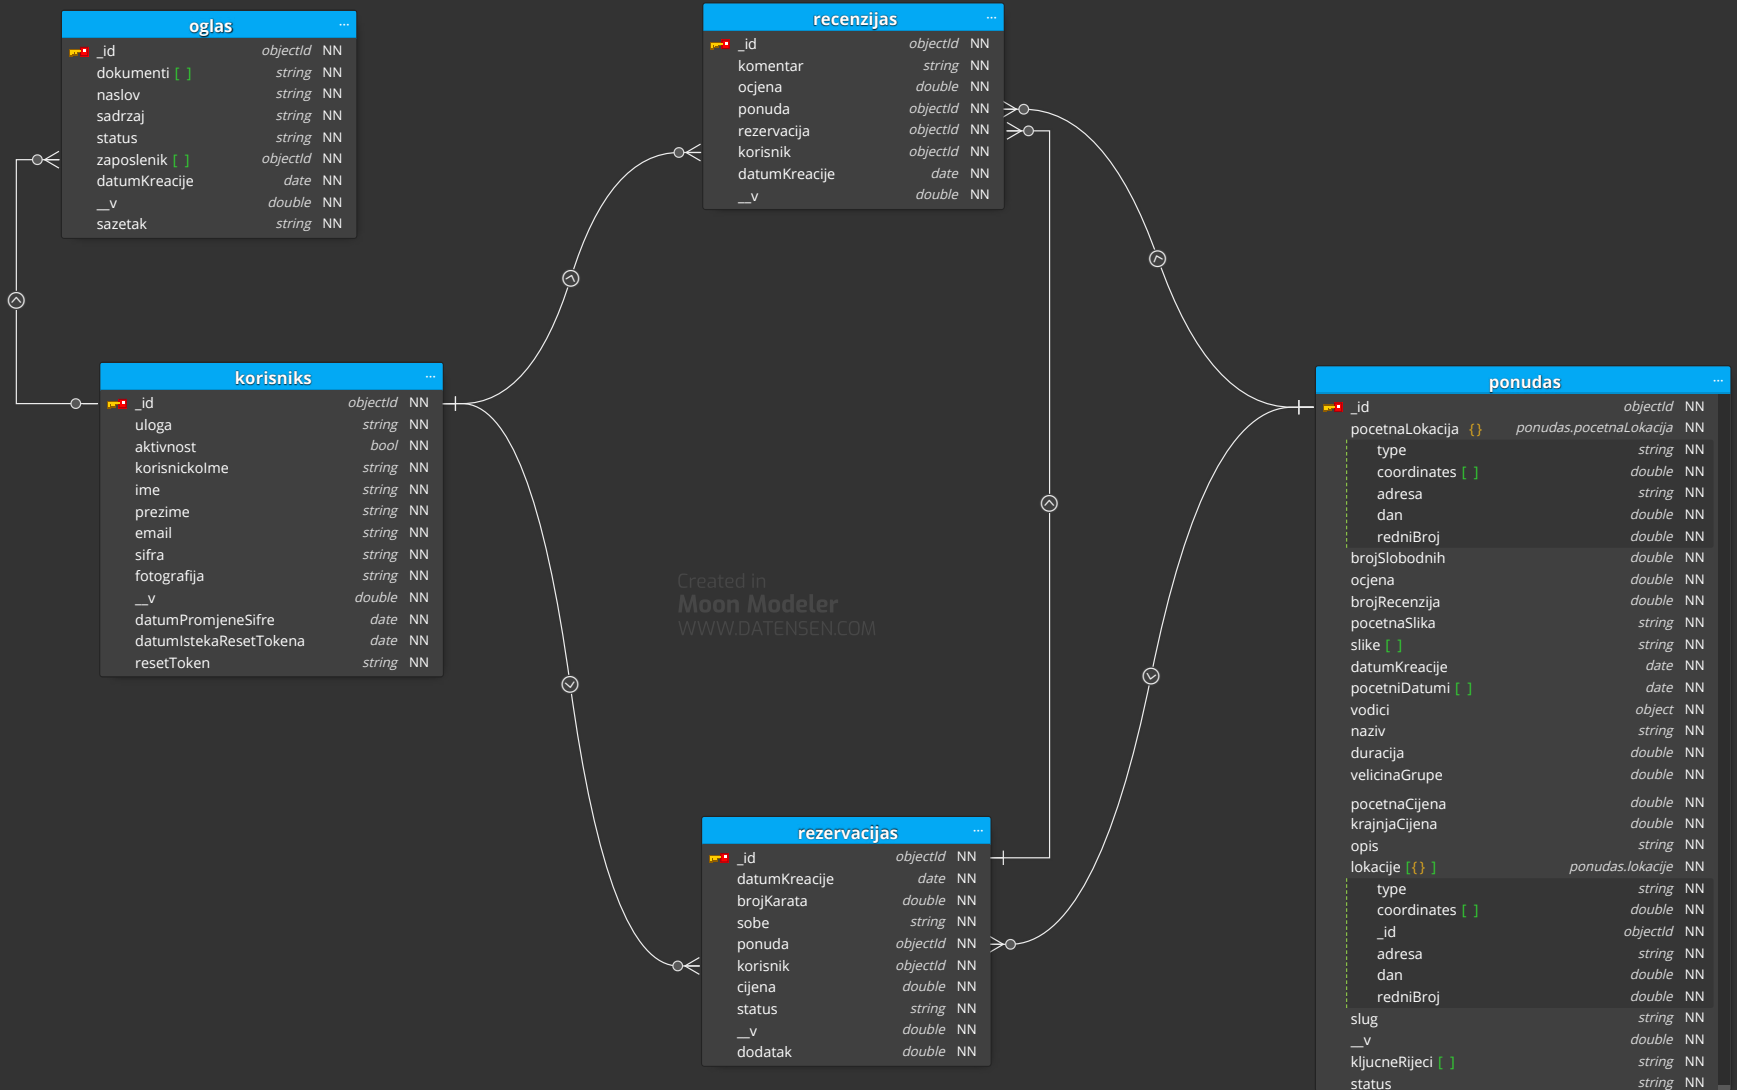 oglas ...
_id objectId NN
dokumenti [ ] string NN
naslov string NN
sadrzaj string NN
status string NN
zaposlenik [ ] objectId NN
datumKreacije date NN
__v double NN
sazetak string NN
recenzijas ...
_id objectId NN
komentar string NN
ocjena double NN
ponuda objectId NN
rezervacija objectId NN
korisnik objectId NN
datumKreacije date NN
__v double NN
korisniks ...
_id objectId NN
uloga string NN
aktivnost bool NN
korisnickoIme string NN
ime string NN
prezime string NN
email string NN
sifra string NN
fotografija string NN
__v double NN
datumPromjeneSifre date NN
datumIstekaResetTokena date NN
resetToken string NN
Created in
Moon Modeler
WWW.DATENSEN.COM
rezervacijas ...
_id objectId NN
datumKreacije date NN
brojKarata double NN
sobe string NN
ponuda objectId NN
korisnik objectId NN
cijena double NN
status string NN
__v double NN
dodatak double NN
ponudas ...
_id objectId NN
pocetnaLokacija {} ponudas.pocetnaLokacija NN
type string NN
coordinates [ ] double NN
adresa string NN
dan double NN
redniBroj double NN
brojSlobodnih double NN
ocjena double NN
brojRecenzija double NN
pocetnaSlika string NN
slike [ ] string NN
datumKreacije date NN
pocetniDatumi [ ] date NN
vodici object NN
naziv string NN
duracija double NN
velicinaGrupe double NN
pocetnaCijena double NN
krajnjaCijena double NN
opis string NN
lokacije [{} ] ponudas.lokacije NN
type string NN
coordinates [ ] double NN
_id objectId NN
adresa string NN
dan double NN
redniBroj double NN
slug string NN
__v double NN
kljucneRijeci [ ] string NN
status string NN